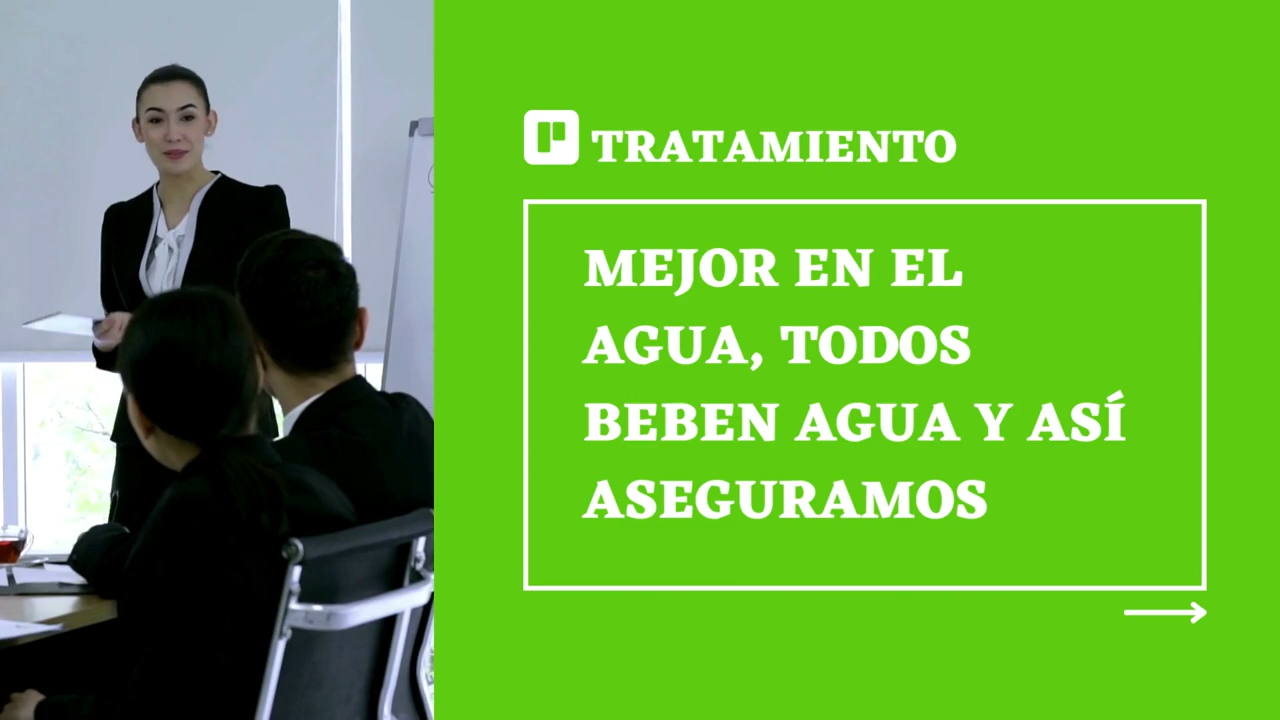 TRATAMIENTO
MEJOR EN EL
AGUA, TODOS
BEBEN AGUA Y ASÍ
ASEGURAMOS